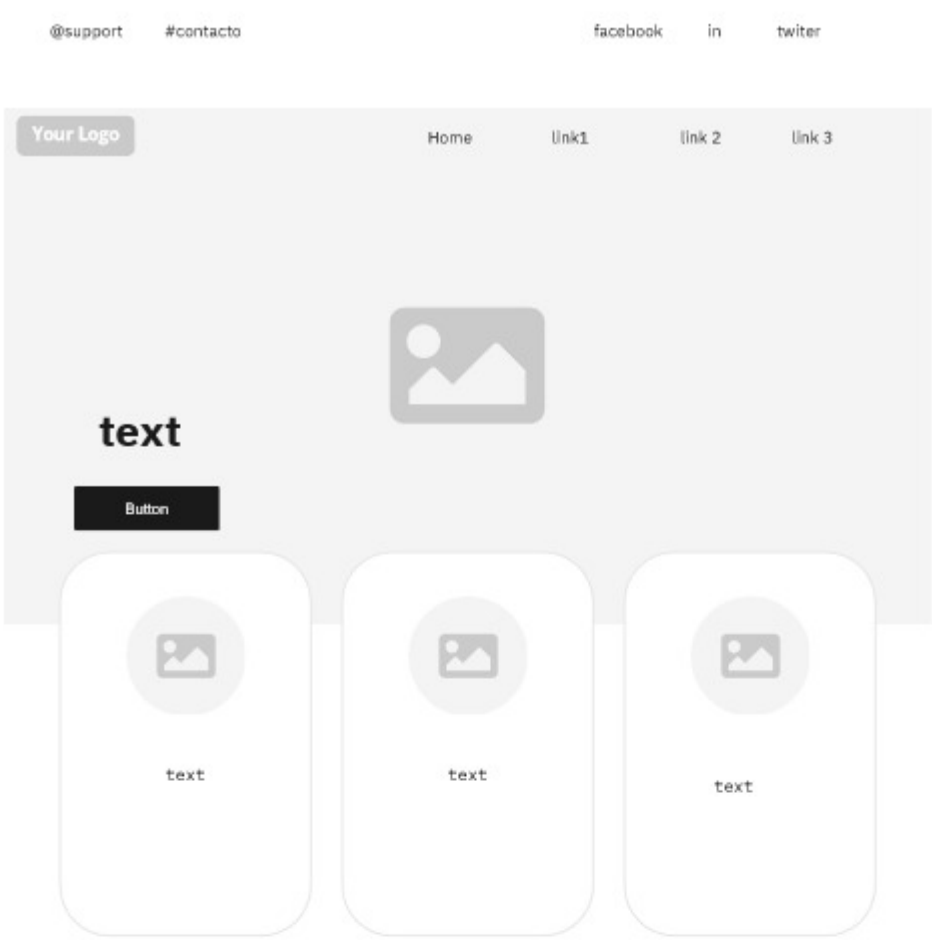 @support #contacto facebook in twiter
Your Logo Home link1 link 2 link 3
text
Button
text text text